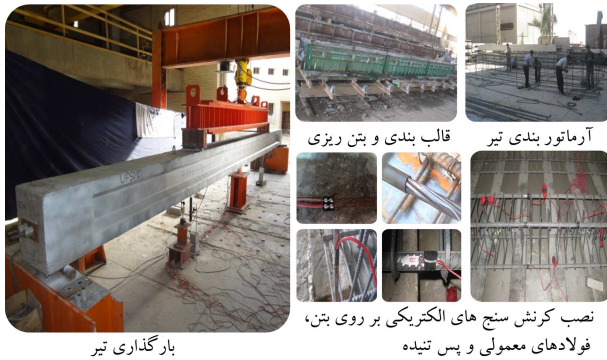 آرماتور بندی تیر
قالب بندی و بتن ریزی
نصب کرنش سنج های الکتریکی بر روی بتن،
فولادهای معمولی و پس تنیده
بارگذاری تیر